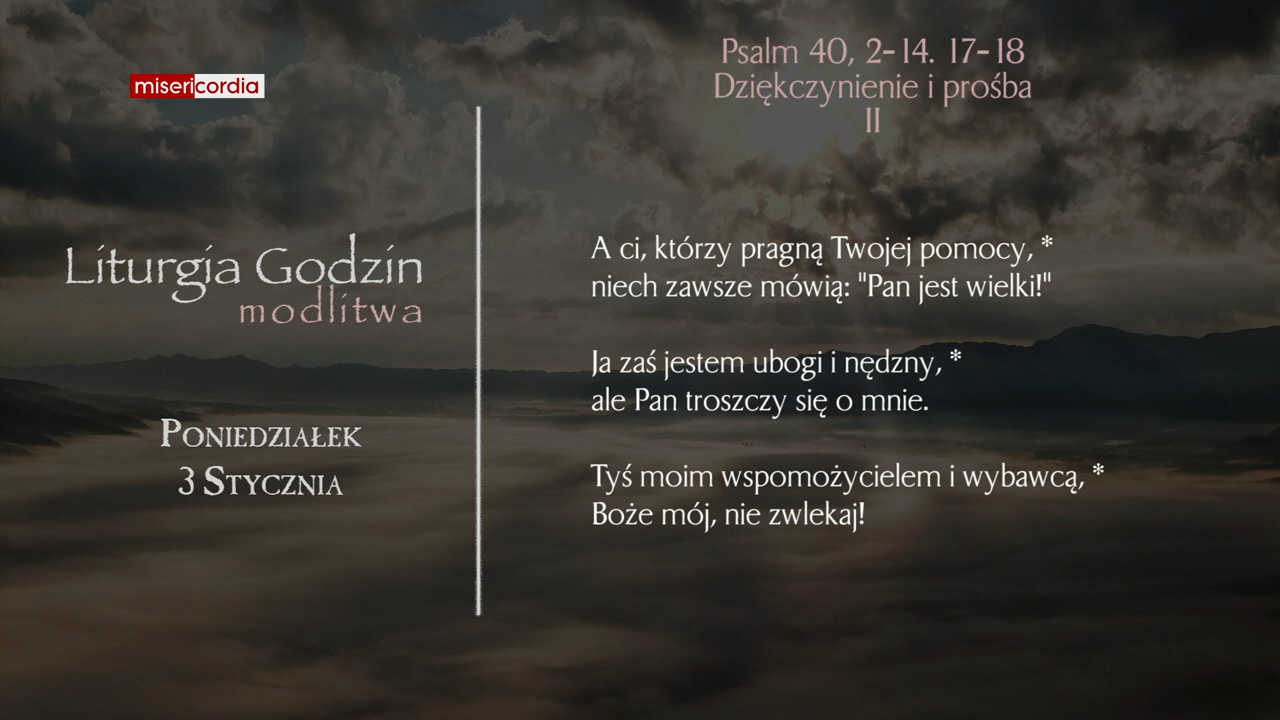 misericordia
Liturgia Godzin
modlitwa
Poniedziałek
3 Stycznia
Psalm 40, 2-14. 17-18
Dziękczynienie i prośba
II
A ci, którzy pragną Twojej pomocy, *
niech zawsze mówią: "Pan jest wielki!"
Ja zaś jestem ubogi i nędzny, *
ale Pan troszczy się o mnie.
Tyś moim wspomożycielem i wybawcą, *
Boże mój, nie zwlekaj!